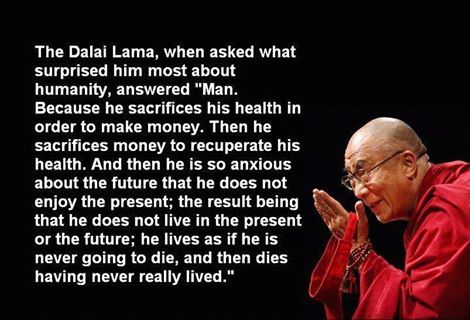 The Dalai Lama, when asked what
surprised him most about
humanity, answered "Man.
Because he sacrifices his health in
order to make money. Then he
sacrifices money to recuperate his
health. And then he is so anxious
about the future that he does not
enjoy the present; the result being
that he does not live in the present
or the future; he lives as if he is
never going to die, and then dies
having never really lived."